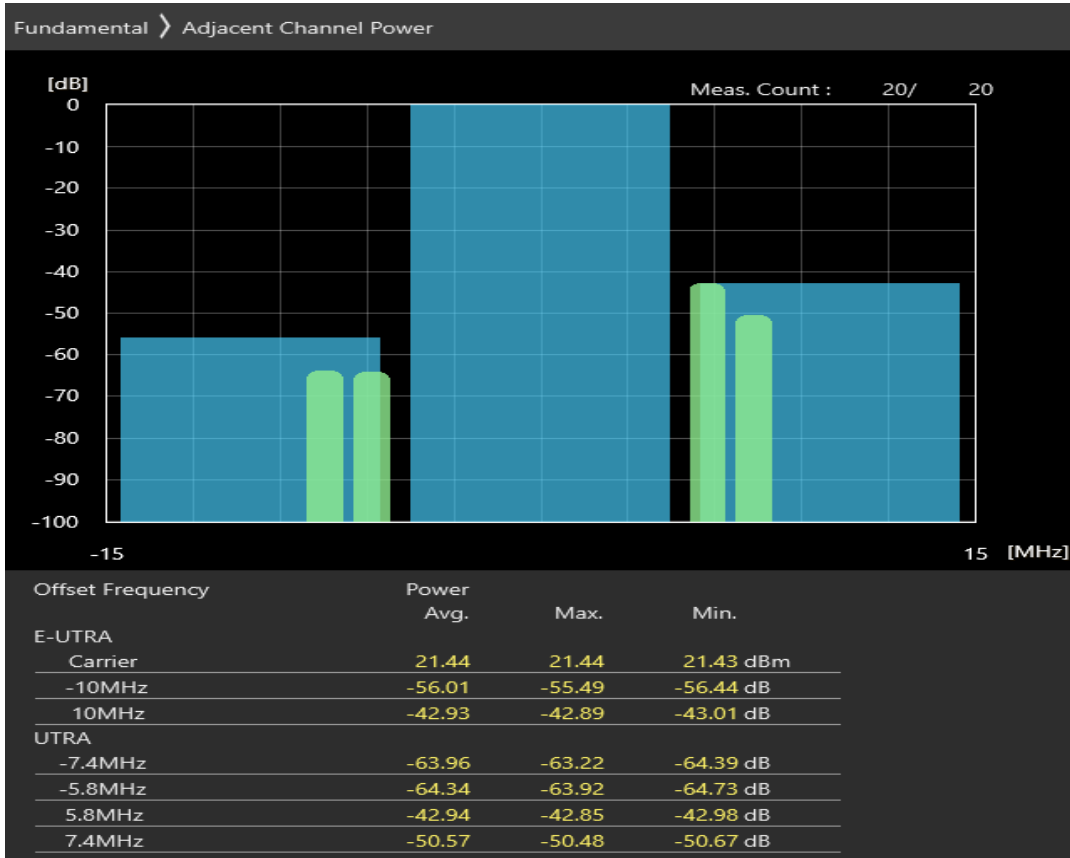 Fundamental 〉 Adjacent Channel Power
[dB]
Meas. Count : 20/ 20
0
-10
-20
-30
-40
-50
-60
-70
-80
-90
-100
-15 15 [MHz]
Offset Frequency Power
Avg. Max. Min.
E-UTRA
Carrier 21.44 21.44 21.43 dBm
-10MHz -56.01 -55.49 -56.44 dB
10MHz -42.93 -42.89 -43.01 dB
UTRA
-7.4MHz -63.96 -63.22 -64.39 dB
-5.8MHz -64.34 -63.92 -64.73 dB
5.8MHz -42.94 -42.85 -42.98 dB
7.4MHz -50.57 -50.48 -50.67 dB